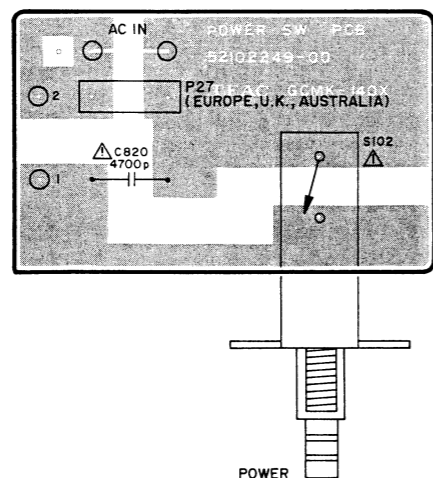 AC IN
POWER SW PCB
52102249-00
TEAC GCMK-140X
2
P27
(EUROPE, U.K., AUSTRALIA)
C820
4700p
S102
1
POWER